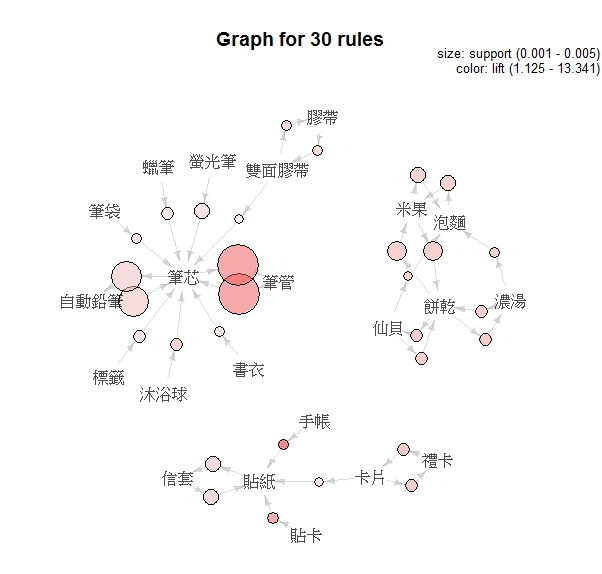 Graph for 30 rules
size: support (0.001 - 0.005)
color: lift (1.125 - 13.341)
膠帶
螢光筆
蠟筆
雙面膠帶
筆袋
米果
泡麵
筆芯
筆管
自動鉛筆
餅乾
濃湯
仙貝
標籤
書衣
沐浴球
手帳
禮卡
信套
貼紙
卡片
貼卡